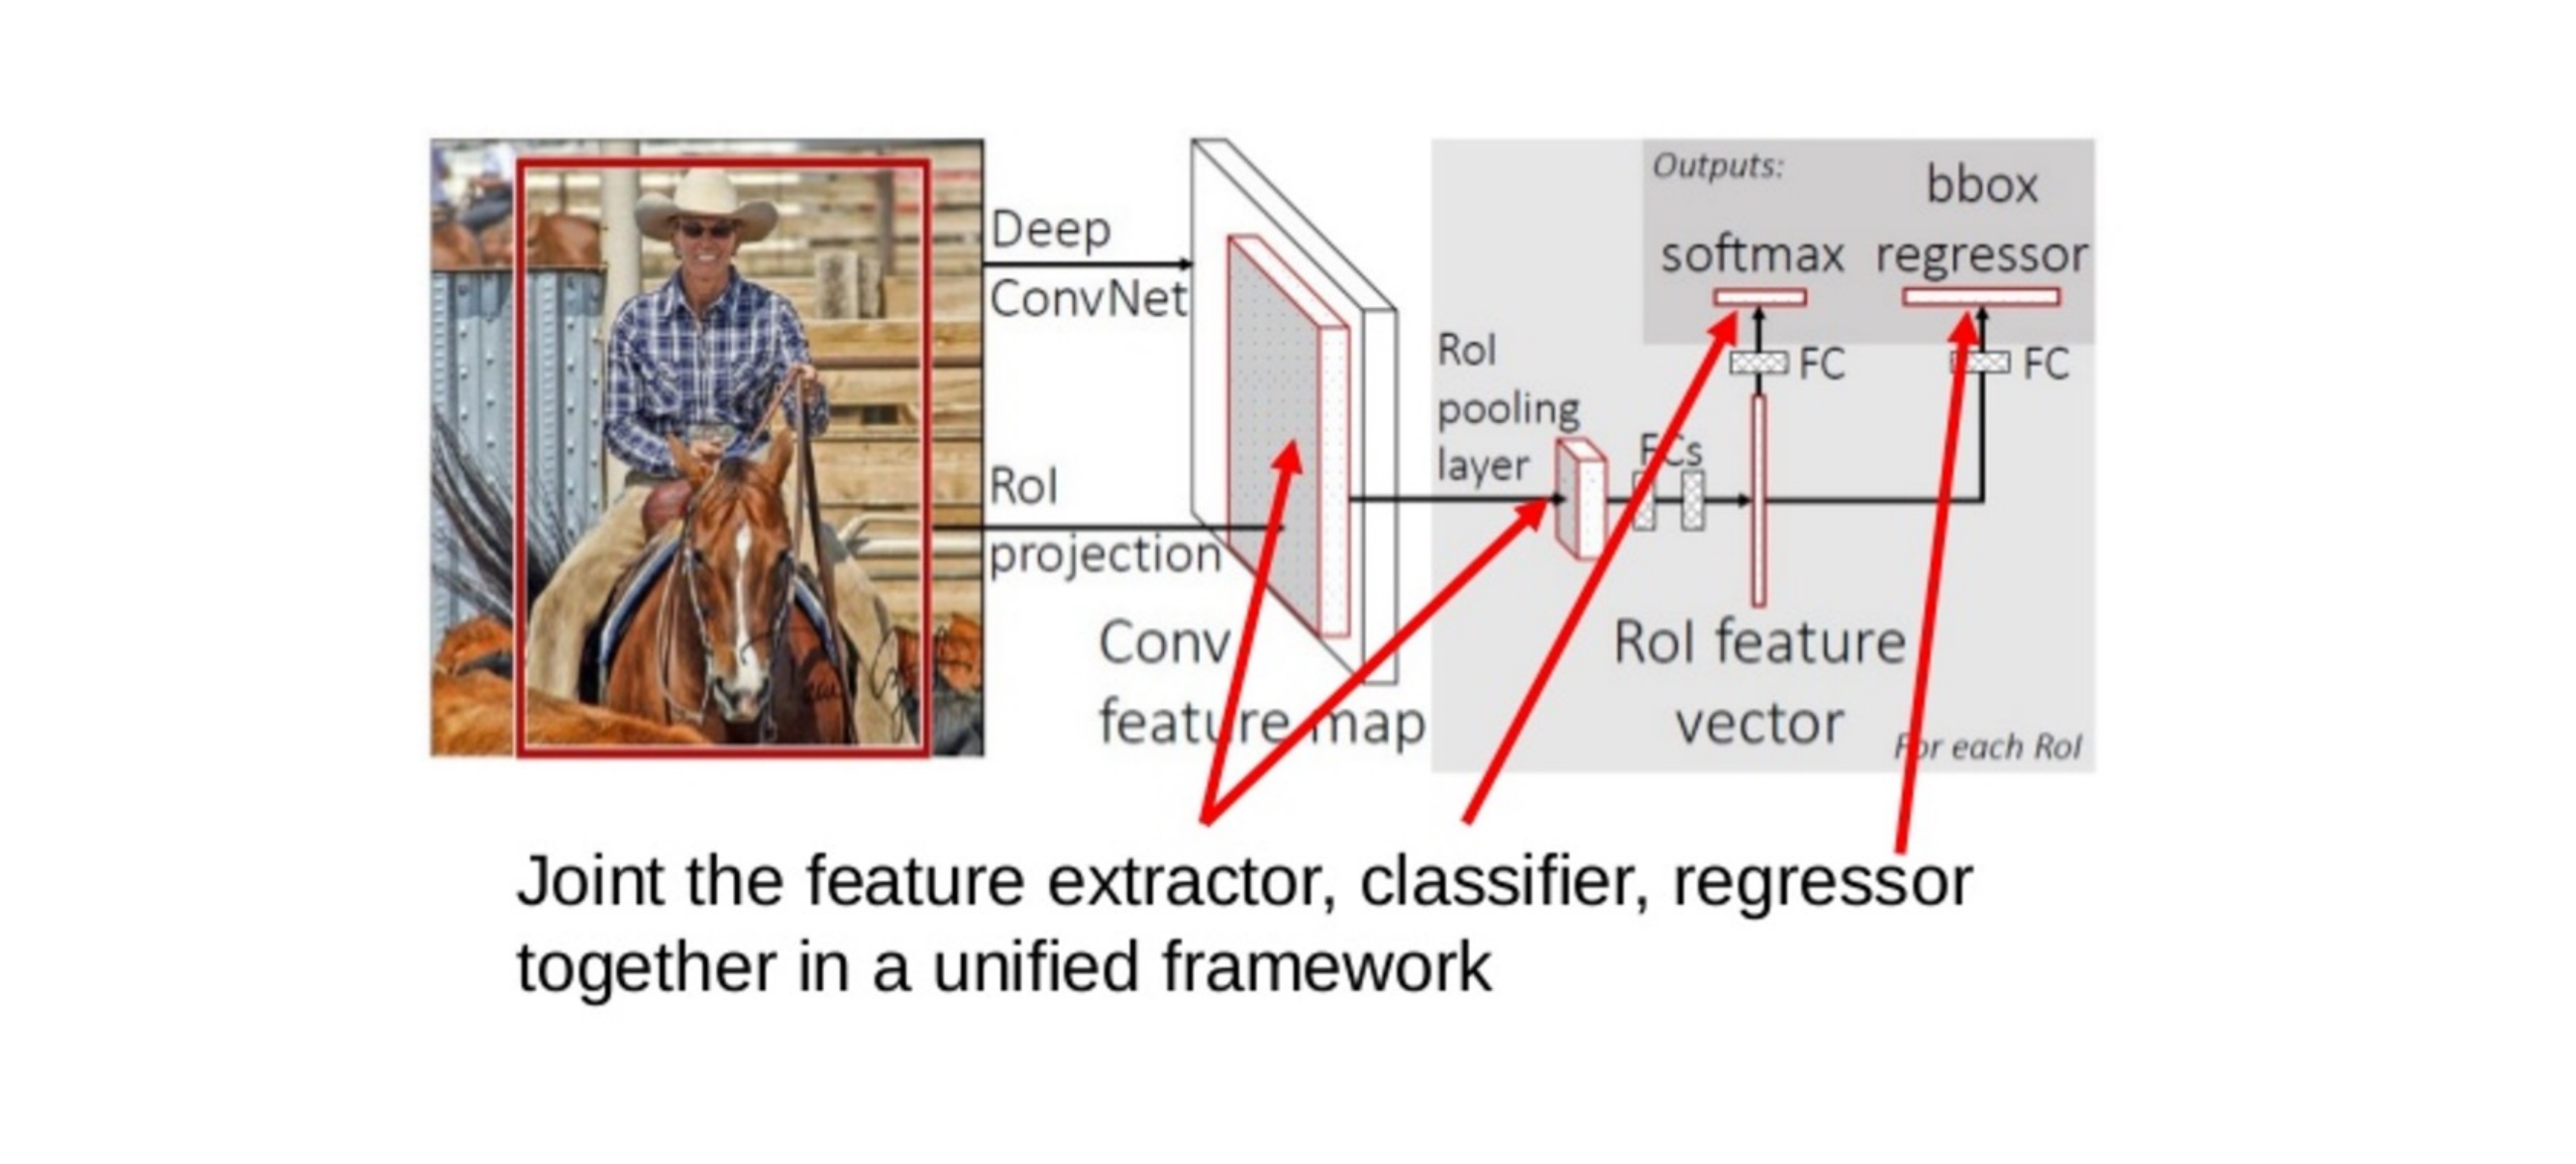 Deep
ConvNet
RoI
projection
Conv
feature map
RoI
pooling
layer
FCs
Outputs:
softmax
bbox
regressor
FC
FC
RoI feature
vector
For each RoI
Joint the feature extractor, classifier, regressor
together in a unified framework